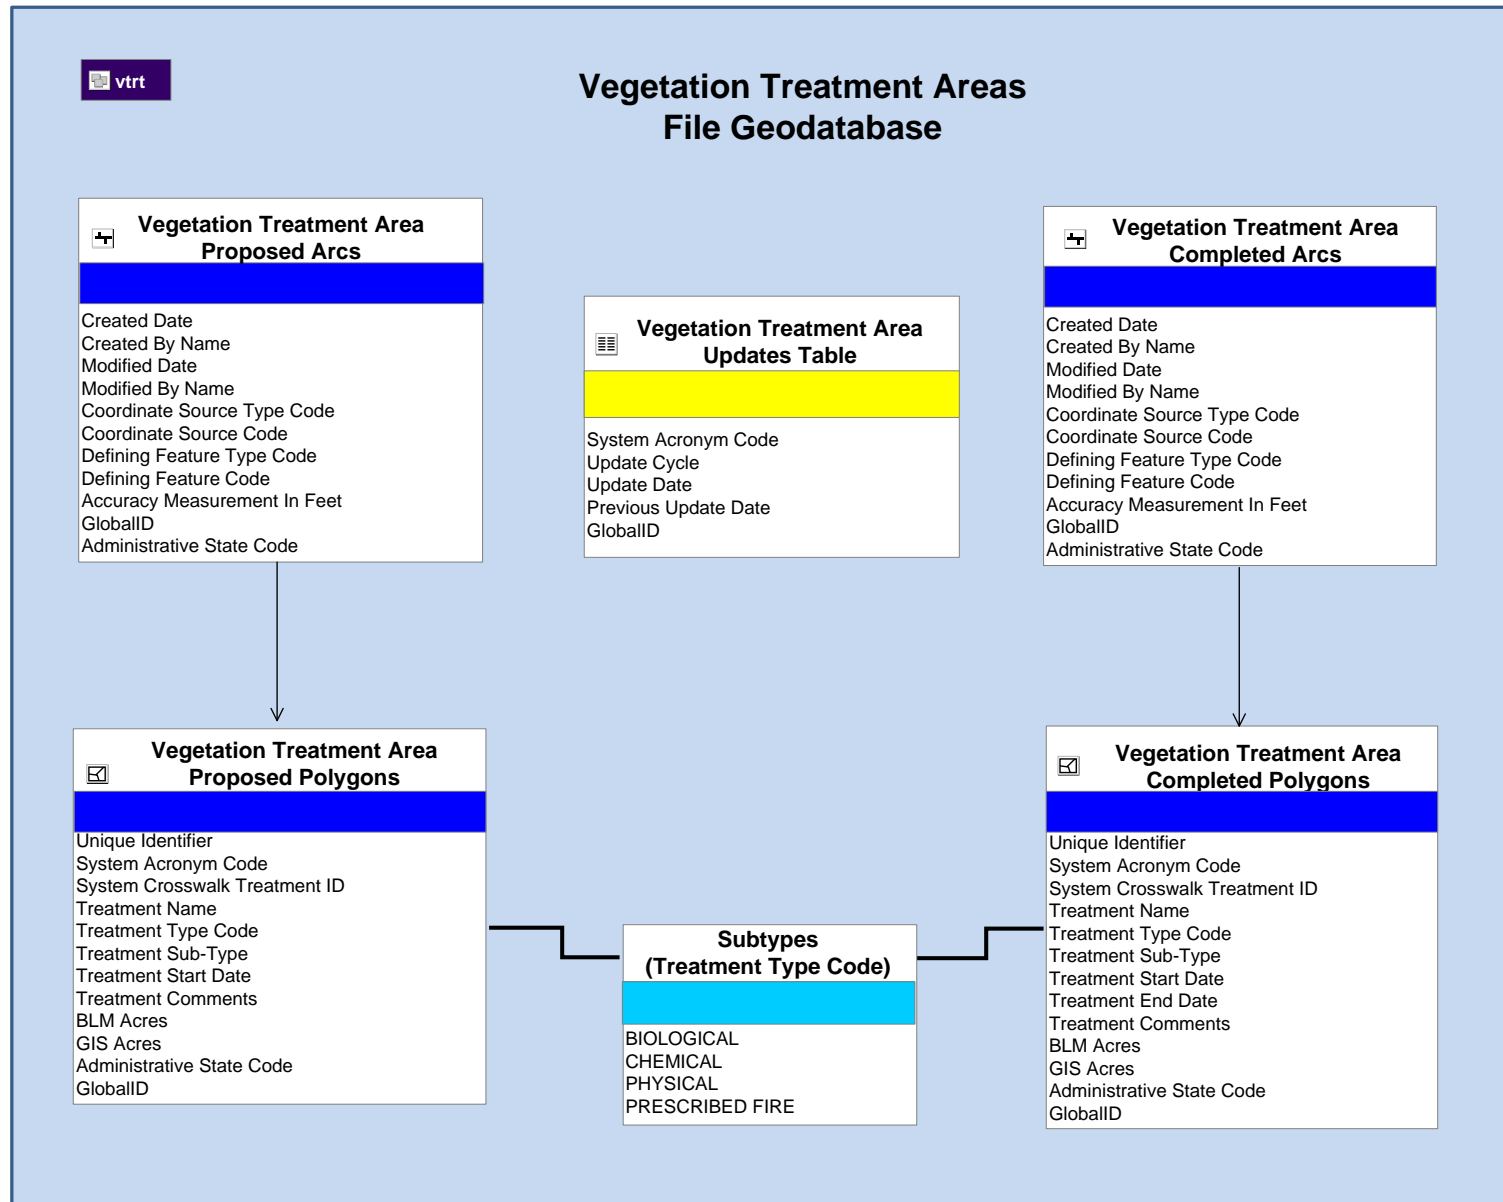 vtrt
Vegetation Treatment Areas
File Geodatabase
Vegetation Treatment Area
Proposed Arcs
Created Date
Created By Name
Modified Date
Modified By Name
Coordinate Source Type Code
Coordinate Source Code
Defining Feature Type Code
Defining Feature Code
Accuracy Measurement In Feet
GlobalID
Administrative State Code
Vegetation Treatment Area
Updates Table
System Acronym Code
Update Cycle
Update Date
Previous Update Date
GlobalID
Vegetation Treatment Area
Completed Arcs
Created Date
Created By Name
Modified Date
Modified By Name
Coordinate Source Type Code
Coordinate Source Code
Defining Feature Type Code
Defining Feature Code
Accuracy Measurement In Feet
GlobalID
Administrative State Code
Vegetation Treatment Area
Proposed Polygons
Unique Identifier
System Acronym Code
System Crosswalk Treatment ID
Treatment Name
Treatment Type Code
Treatment Sub-Type
Treatment Start Date
Treatment Comments
BLM Acres
GIS Acres
Administrative State Code
GlobalID
Subtypes
(Treatment Type Code)
BIOLOGICAL
CHEMICAL
PHYSICAL
PRESCRIBED FIRE
Vegetation Treatment Area
Completed Polygons
Unique Identifier
System Acronym Code
System Crosswalk Treatment ID
Treatment Name
Treatment Type Code
Treatment Sub-Type
Treatment Start Date
Treatment End Date
Treatment Comments
BLM Acres
GIS Acres
Administrative State Code
GlobalID